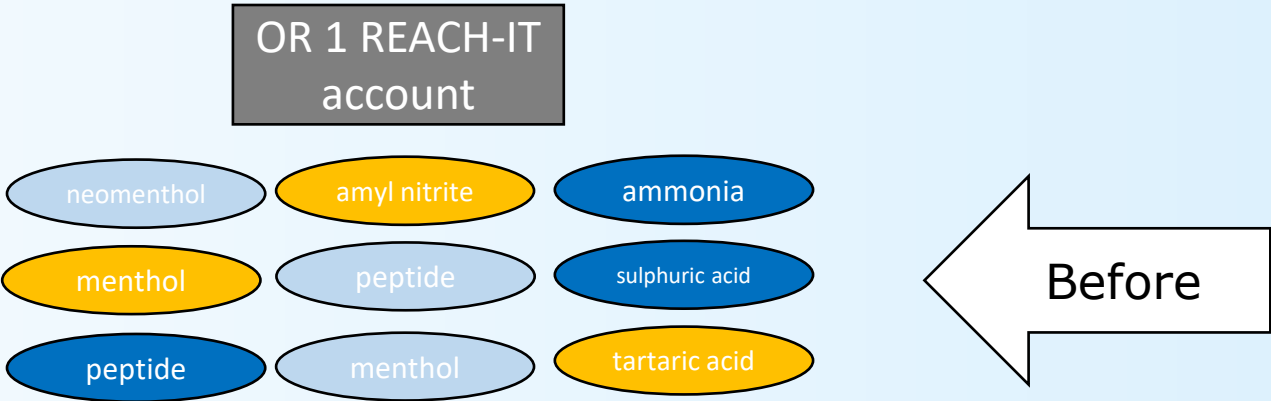 OR 1 REACH-IT
account
neomenthol
amyl nitrite
ammonia
menthol
peptide
sulphuric acid
peptide
menthol
tartaric acid
Before